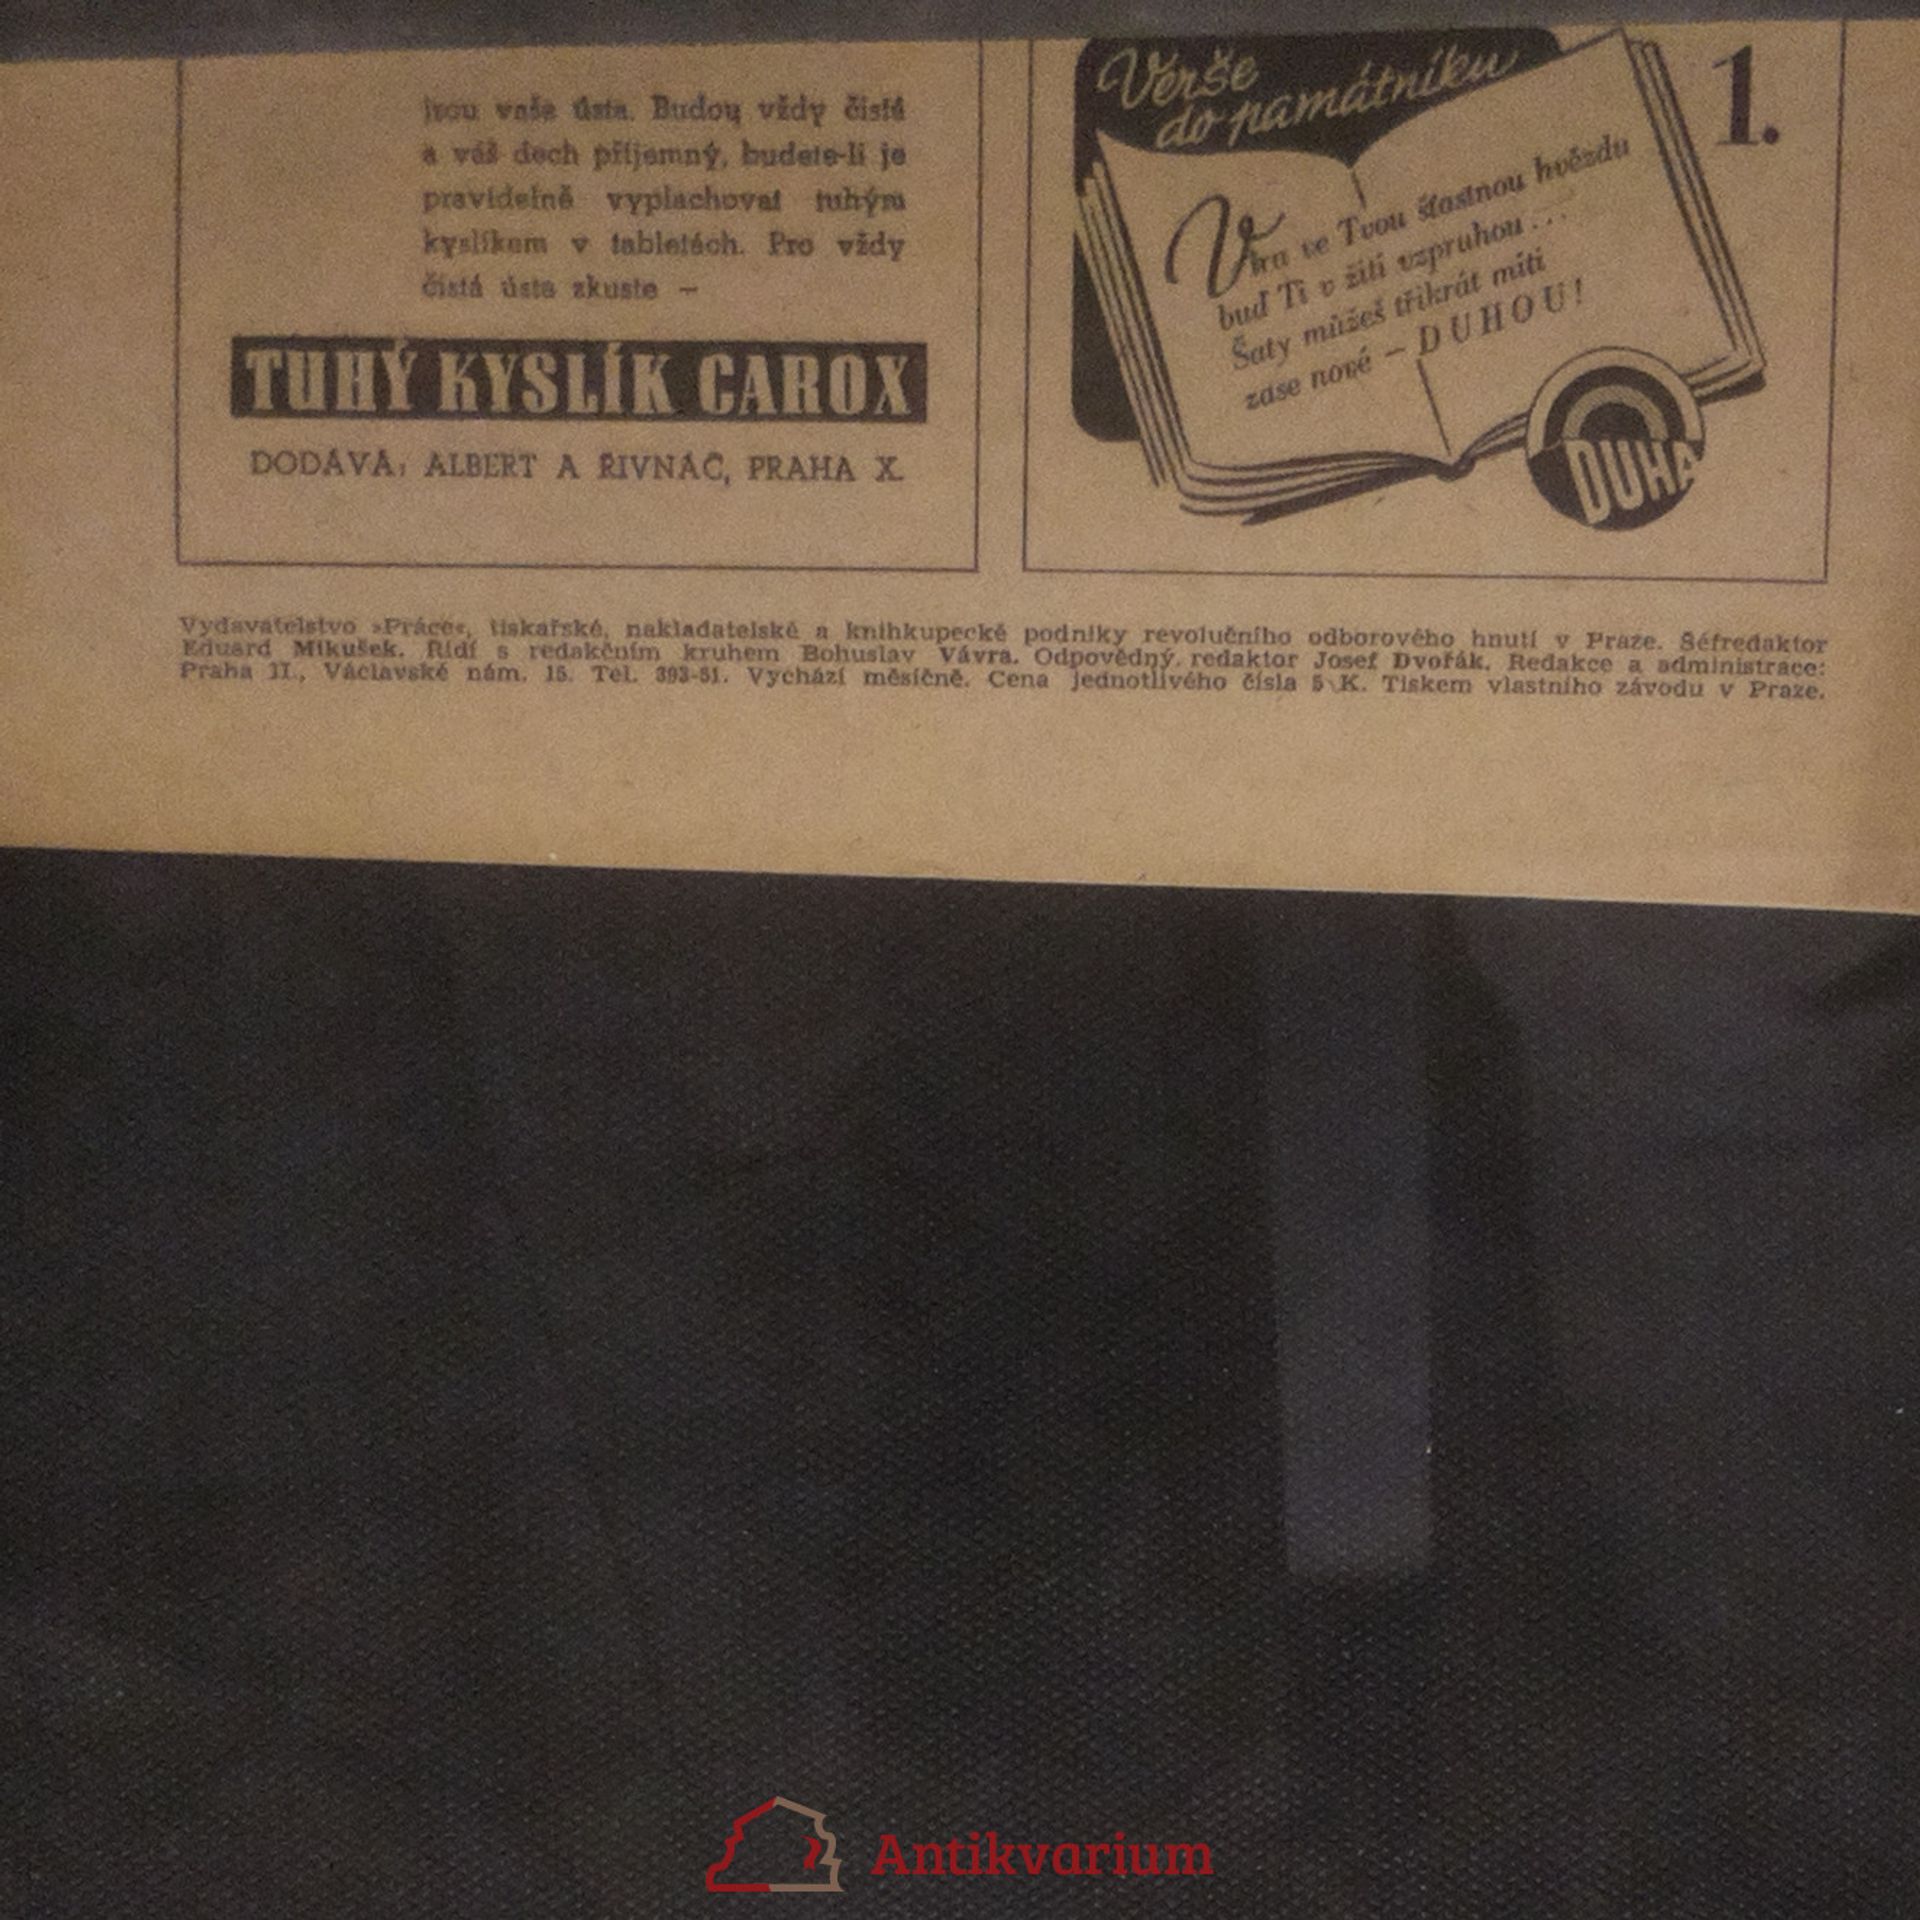 jsou vaše ústa. Budou vždy čistá
a váš dech příjemný, budete-li je
pravidelně vyplachovat tuhým
kyslíkem v tabletách. Pro vždy
čistá ústa zkuste –
TUHÝ KYSLÍK CAROX
DODÁVÁ: ALBERT A ŘIVNÁČ, PRAHA X.
Verše
do památníku
1.
Víra ve Tvou šťastnou hvězdu
buď Ti v žití vzpruhou...
Šaty můžeš třikrát míti
zase nové – DUHOU!
DUHA
Vydavatelstvo »Práce«, tiskařské, nakladatelské a knihkupecké podniky revolučního odborového hnutí v Praze. Šéfredaktor
Eduard Mikušek. Řídí s redakčním kruhem Bohuslav Vávra. Odpovědný redaktor Josef Dvořák. Redakce a administrace:
Praha II., Václavské nám. 15. Tel. 393-51. Vychází měsíčně. Cena jednotlivého čísla 5 K. Tiskem vlastního závodu v Praze.
Antikvarium